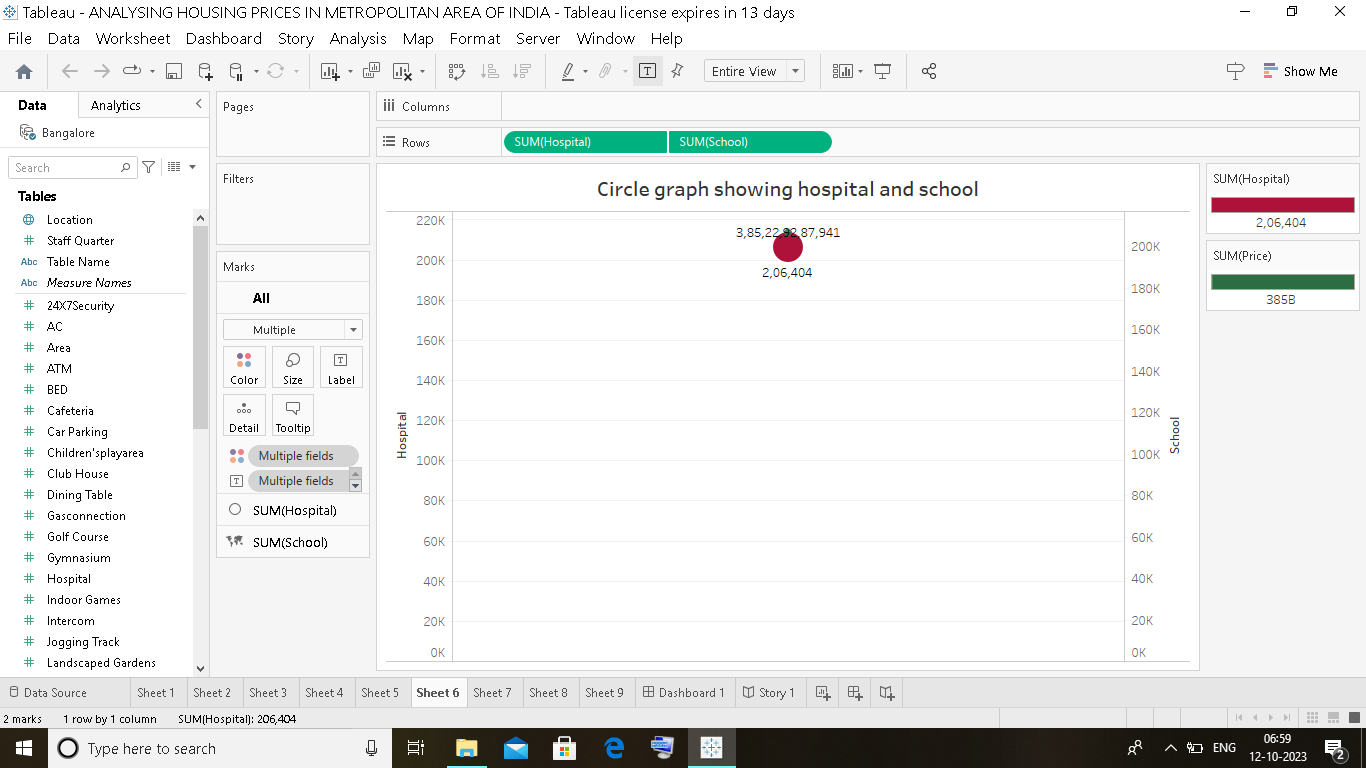 Tableau - ANALYSING HOUSING PRICES IN METROPOLITAN AREA OF INDIA - Tableau license expires in 13 days
File Data Worksheet Dashboard Story Analysis Map Format Server Window Help
Entire View
Show Me
Data
Analytics
Bangalore
Search
Tables
Location
Staff Quarter
Abc Table Name
Abc Measure Names
24X7Security
AC
Area
ATM
BED
Cafeteria
Car Parking
Children'splayarea
Club House
Dining Table
Gasconnection
Golf Course
Gymnasium
Hospital
Indoor Games
Intercom
Jogging Track
Landscaped Gardens
Pages
Filters
Marks
All
Multiple
Color
Size
Label
Detail
Tooltip
Multiple fields
Multiple fields
SUM(Hospital)
SUM(School)
Columns
Rows
SUM(Hospital)
SUM(School)
Circle graph showing hospital and school
220K
200K
180K
160K
140K
120K
100K
80K
60K
40K
20K
0K
Hospital
3,85,22,92,87,941
2,06,404
200K
180K
160K
140K
120K
100K
80K
60K
40K
20K
0K
School
SUM(Hospital)
2,06,404
SUM(Price)
385B
Data Source
Sheet 1
Sheet 2
Sheet 3
Sheet 4
Sheet 5
Sheet 6
Sheet 7
Sheet 8
Sheet 9
Dashboard 1
Story 1
2 marks
1 row by 1 column
SUM(Hospital): 206,404
Type here to search
ENG
06:59
12-10-2023
2